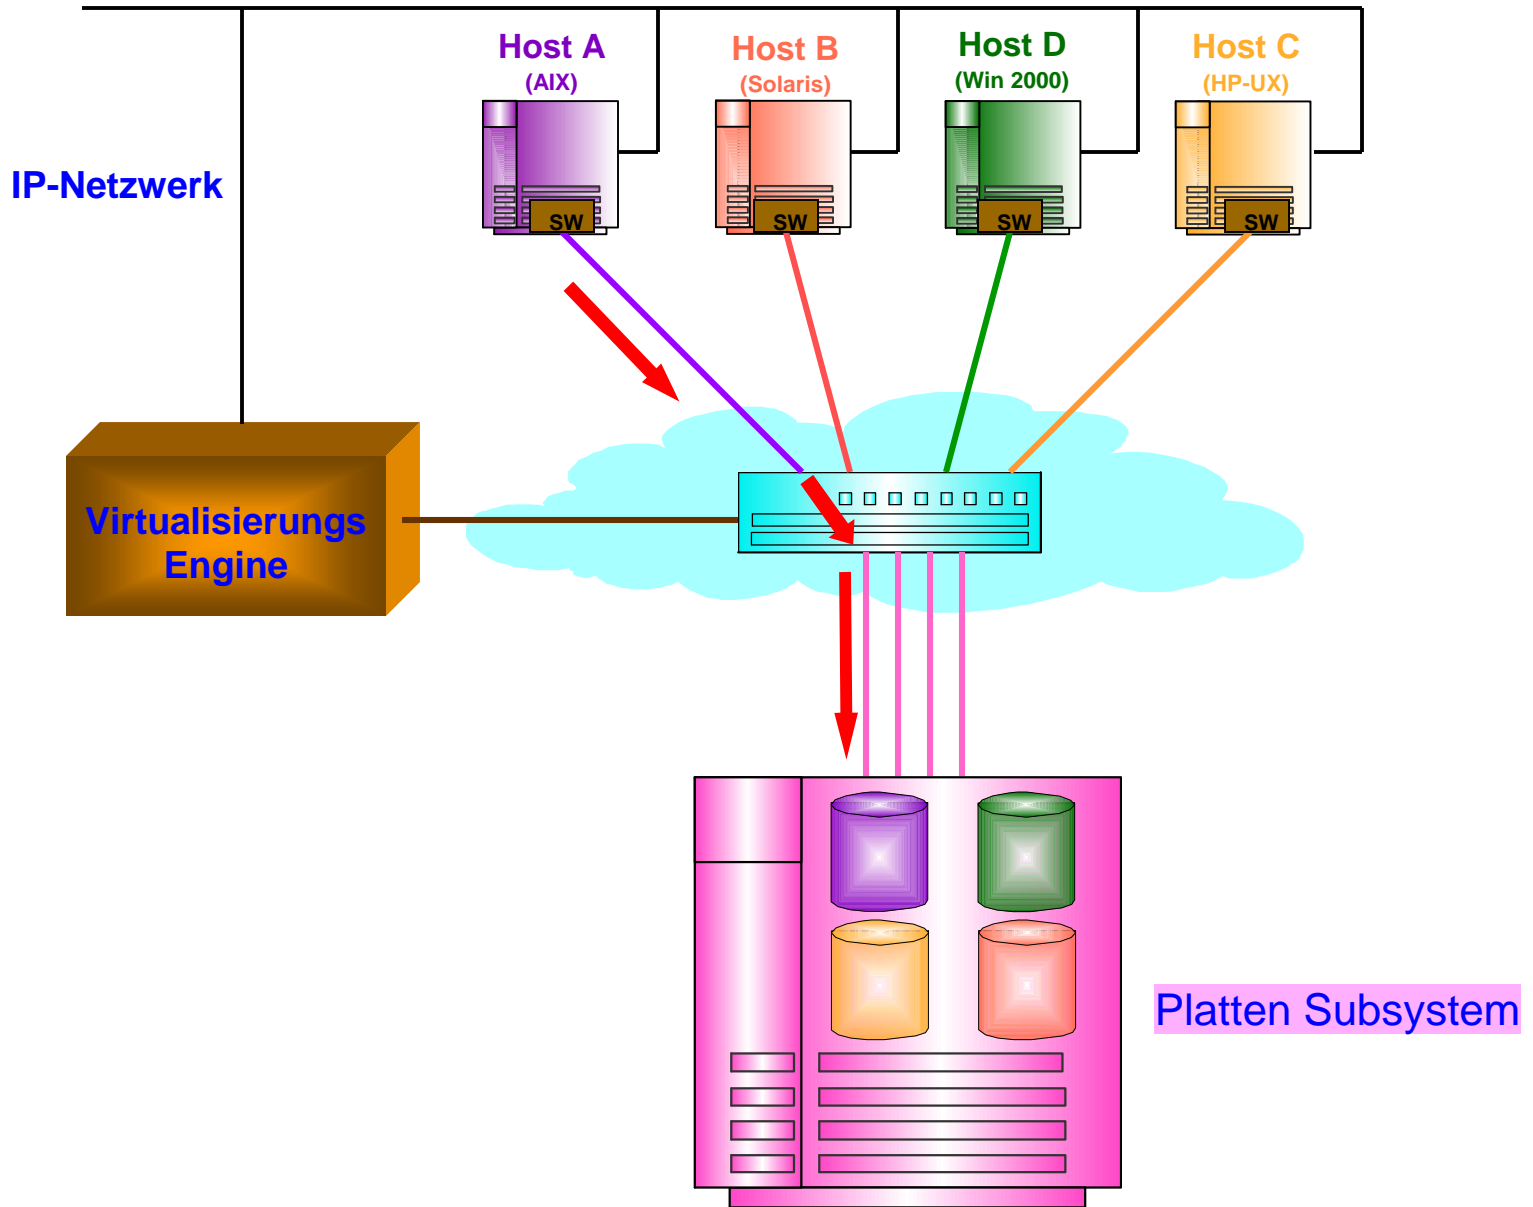 Host A
(AIX)
Host B
(Solaris)
Host D
(Win 2000)
Host C
(HP-UX)
IP-Netzwerk
SW
SW
SW
SW
Virtualisierungs
Engine
Platten Subsystem